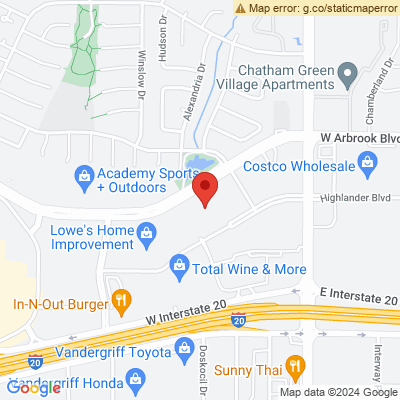 Map error: g.co/staticmaperror
Hudson Dr
Winslow Dr
Alexandria Dr
Chatham Green
Village Apartments
Chamberland Dr
W Arbrook Blvd
Academy Sports
+ Outdoors
Costco Wholesale
Highlander Blvd
Lowe's Home
Improvement
Total Wine & More
In-N-Out Burger
W Interstate 20
E Interstate 20
20
20
Vandergriff Toyota
Doskocil Dr
Sunny Thai
Interway
Vandergriff Honda
Google
Map data ©2024 Google